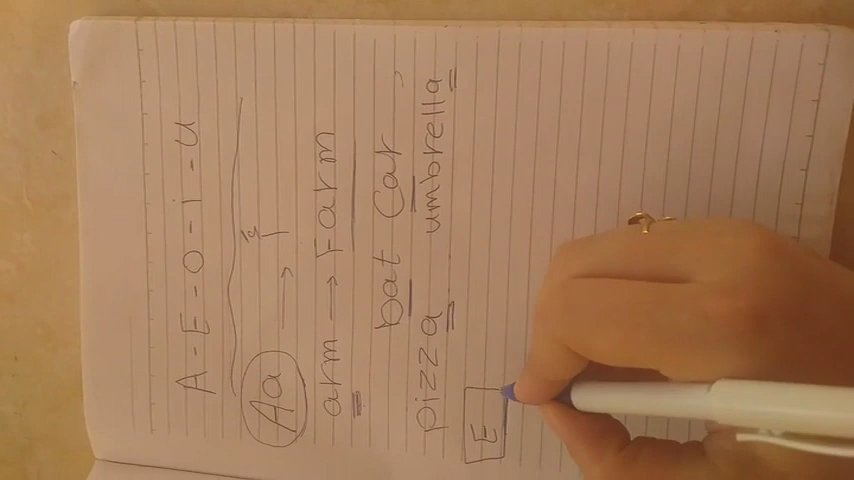 A - E - O - i - u
Aa → أ
arm → Farm
bat Car ,
pizza umbrella
E